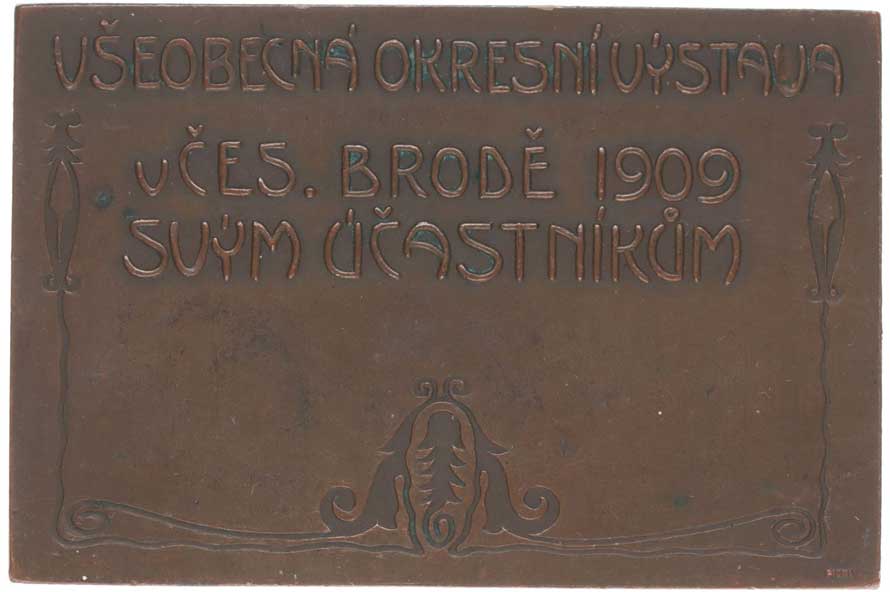 VŠEOBECNÁ OKRESNÍ VÝSTAVA
V ČES. BRODĚ 1909
SVÝM ÚČASTNÍKŮM